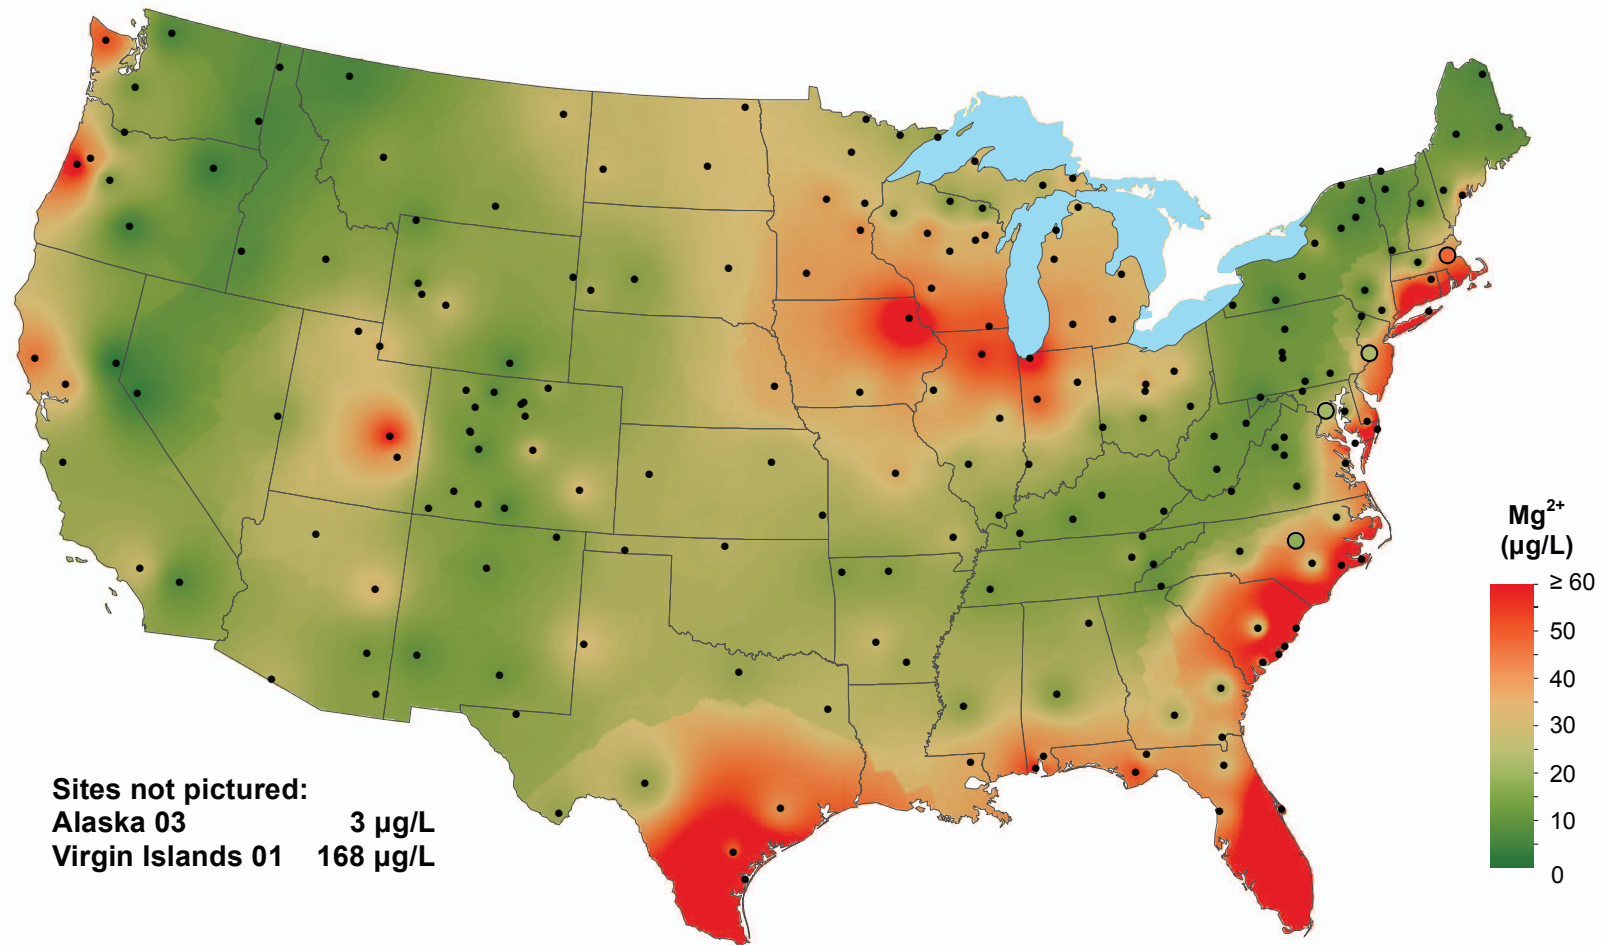 Mg2+
(µg/L)
≥ 60
50
40
30
20
10
0
Sites not pictured:
Alaska 03 3 µg/L
Virgin Islands 01 168 µg/L